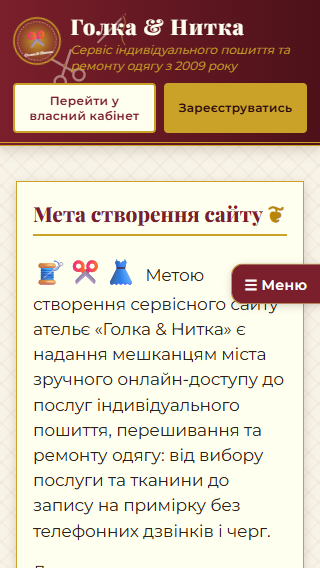 Голка & Нитка
Сервіс індивідуального пошиття та
ремонту одягу з 2009 року
Перейти у
власний кабінет
Зареєструватись
Мета створення сайту
☰ Меню
Метою
створення сервісного сайту
ательє «Голка & Нитка» є
надання мешканцям міста
зручного онлайн-доступу до
послуг індивідуального
пошиття, перешивання та
ремонту одягу: від вибору
послуги та тканини до
запису на примірку без
телефонних дзвінків і черг.